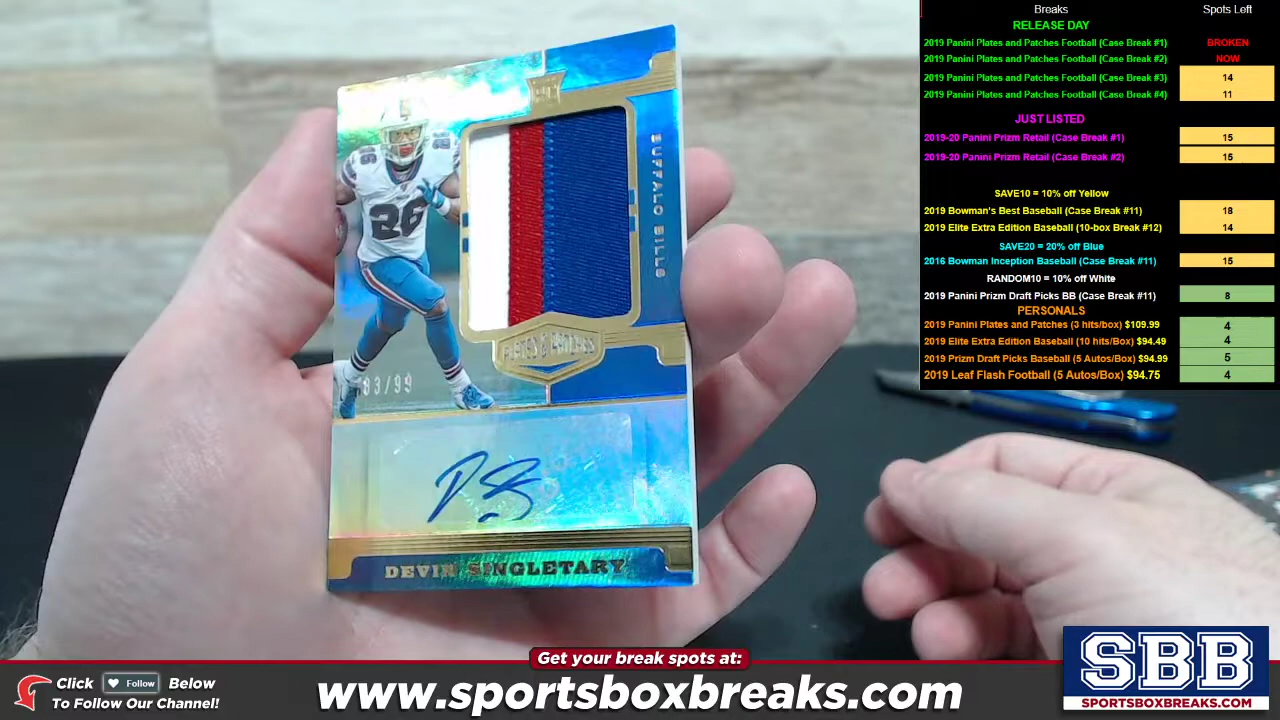 Breaks Spots Left
RELEASE DAY
2019 Panini Plates and Patches Football (Case Break #1) BROKEN
2019 Panini Plates and Patches Football (Case Break #2) NOW
2019 Panini Plates and Patches Football (Case Break #3) 14
2019 Panini Plates and Patches Football (Case Break #4) 11
JUST LISTED
2019-20 Panini Prizm Retail (Case Break #1) 15
2019-20 Panini Prizm Retail (Case Break #2) 15
SAVE10 = 10% off Yellow
2019 Bowman's Best Baseball (Case Break #11) 18
2019 Elite Extra Edition Baseball (10-box Break #12) 14
SAVE20 = 20% off Blue
2016 Bowman Inception Baseball (Case Break #11) 15
RANDOM10 = 10% off White
2019 Panini Prizm Draft Picks BB (Case Break #11) 8
PERSONALS
2019 Panini Plates and Patches (3 hits/box) $109.99 4
2019 Elite Extra Edition Baseball (10 hits/Box) $94.49 4
2019 Prizm Draft Picks Baseball (5 Autos/Box) $94.99 5
2019 Leaf Flash Football (5 Autos/Box) $94.75 4
BUFFALO BILLS
26
PLATES & PATCHES
83/99
DEVIN SINGLETARY
Get your break spots at:
Click Follow Below
To Follow Our Channel!
www.sportsboxbreaks.com
SBB
SPORTSBOXBREAKS.COM